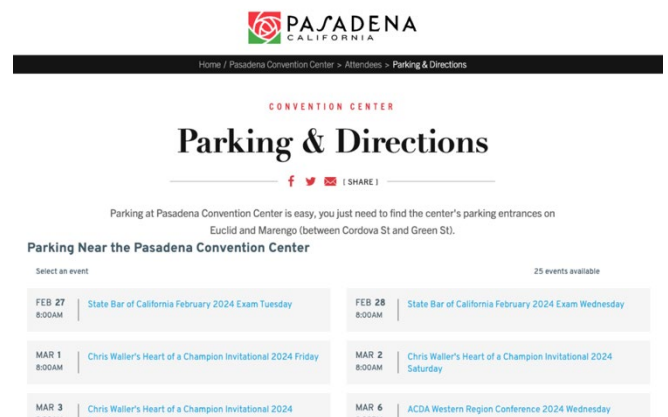 PASADENA
CALIFORNIA
Home / Pasadena Convention Center > Attendees > Parking & Directions
CONVENTION CENTER
Parking & Directions
[ SHARE ]
Parking at Pasadena Convention Center is easy, you just need to find the center's parking entrances on
Euclid and Marengo (between Cordova St and Green St).
Parking Near the Pasadena Convention Center
Select an event
25 events available
FEB 27
8:00AM
State Bar of California February 2024 Exam Tuesday
FEB 28
8:00AM
State Bar of California February 2024 Exam Wednesday
MAR 1
8:00AM
Chris Waller's Heart of a Champion Invitational 2024 Friday
MAR 2
8:00AM
Chris Waller's Heart of a Champion Invitational 2024
Saturday
MAR 3
Chris Waller's Heart of a Champion Invitational 2024
MAR 6
ACDA Western Region Conference 2024 Wednesday